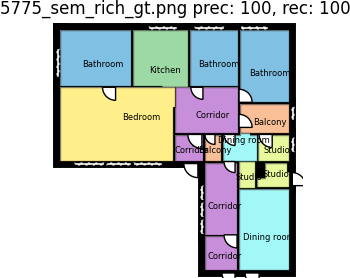 5775_sem_rich_gt.png prec: 100, rec: 100
Bathroom
Kitchen
Bathroom
Bathroom
Bedroom
Corridor
Balcony
Dining room
Corridor
Balcony
Studio
Studio
Studio
Corridor
Dining room
Corridor